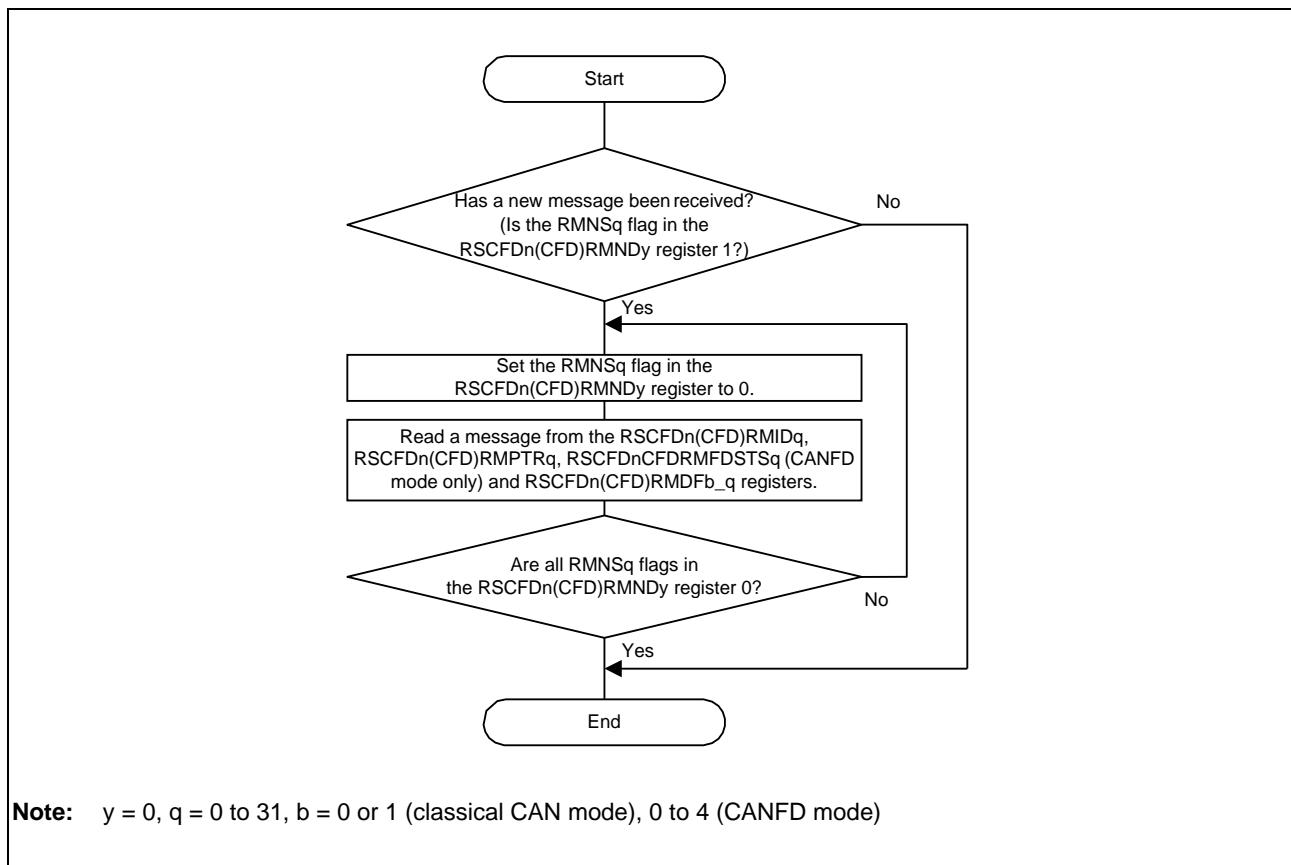 Start
Has a new message been received?
(Is the RMNSq flag in the
RSCFDn(CFD)RMNDy register 1?)
No
Yes
Set the RMNSq flag in the
RSCFDn(CFD)RMNDy register to 0.
Read a message from the RSCFDn(CFD)RMIDq,
RSCFDn(CFD)RMPTRq, RSCFDnCFDRMFDSTSq (CANFD
mode only) and RSCFDn(CFD)RMDFb_q registers.
Are all RMNSq flags in
the RSCFDn(CFD)RMNDy register 0?
No
Yes
End
Note: y = 0, q = 0 to 31, b = 0 or 1 (classical CAN mode), 0 to 4 (CANFD mode)